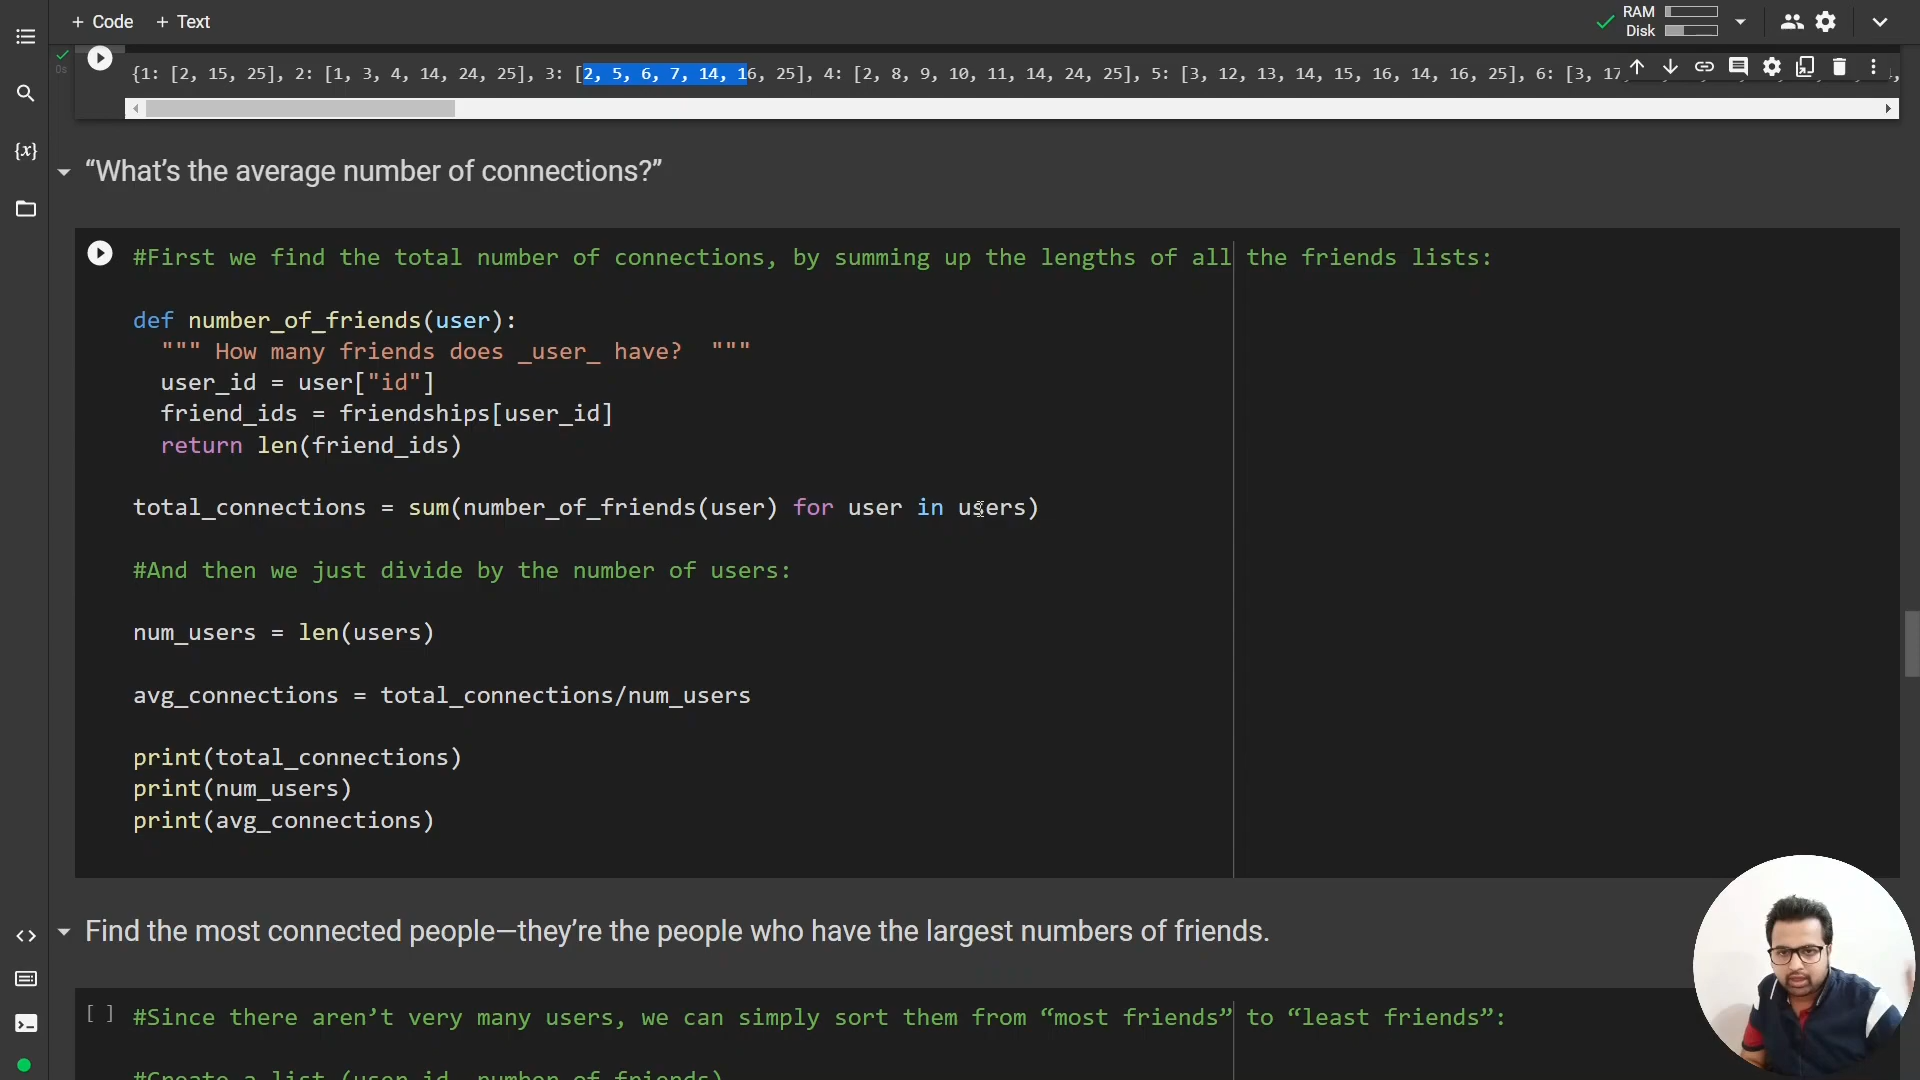 + Code + Text
RAM
Disk
0s
{1: [2, 15, 25], 2: [1, 3, 4, 14, 24, 25], 3: [2, 5, 6, 7, 14, 16, 25], 4: [2, 8, 9, 10, 11, 14, 24, 25], 5: [3, 12, 13, 14, 15, 16, 14, 16, 25], 6: [3, 17
{x}
“What’s the average number of connections?”
#First we find the total number of connections, by summing up the lengths of all the friends lists:
def number_of_friends(user):
""" How many friends does _user_ have?  """
user_id = user["id"]
friend_ids = friendships[user_id]
return len(friend_ids)
total_connections = sum(number_of_friends(user) for user in users)
#And then we just divide by the number of users:
num_users = len(users)
avg_connections = total_connections/num_users
print(total_connections)
print(num_users)
print(avg_connections)
Find the most connected people—they’re the people who have the largest numbers of friends.
[ ] #Since there aren’t very many users, we can simply sort them from “most friends” to “least friends”:
#Create a list (user_id, number_of_friends)